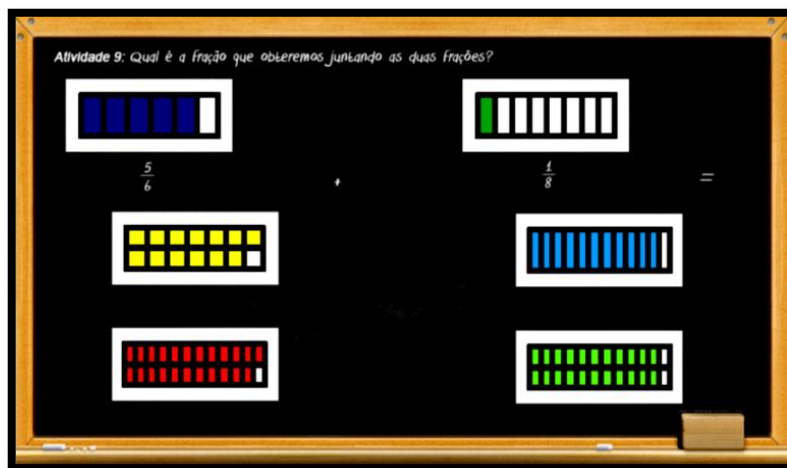 Atividade 9: Qual é a fração que obteremos juntando as duas frações?
5/6 + 1/8 =